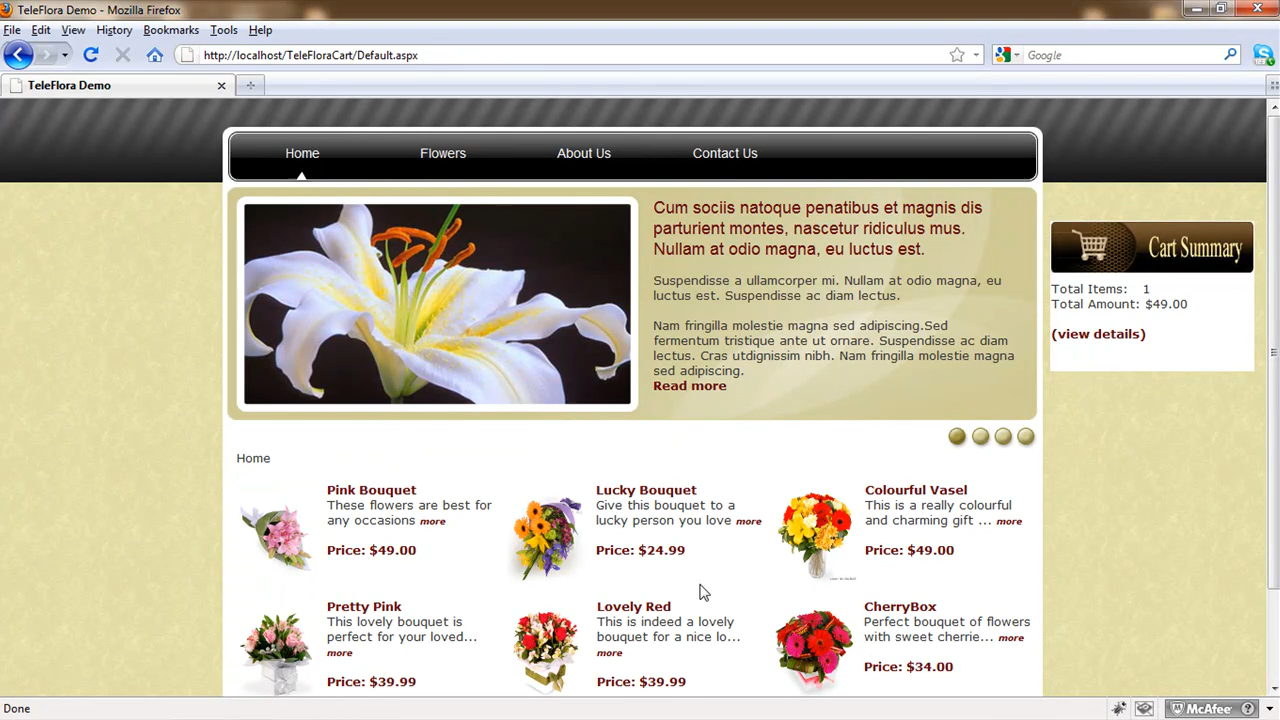 TeleFlora Demo - Mozilla Firefox
File Edit View History Bookmarks Tools Help
http://localhost/TeleFloraCart/Default.aspx
Google
TeleFlora Demo
Home Flowers About Us Contact Us
Cum sociis natoque penatibus et magnis dis
parturient montes, nascetur ridiculus mus.
Nullam at odio magna, eu luctus est.
Suspendisse a ullamcorper mi. Nullam at odio magna, eu
luctus est. Suspendisse ac diam lectus.
Nam fringilla molestie magna sed adipiscing.Sed
fermentum tristique ante ut ornare. Suspendisse ac diam
lectus. Cras utdignissim nibh. Nam fringilla molestie magna
sed adipiscing.
Read more
Cart Summary
Total Items: 1
Total Amount: $49.00
(view details)
Home
Pink Bouquet
These flowers are best for
any occasions more
Price: $49.00
Lucky Bouquet
Give this bouquet to a
lucky person you love more
Price: $24.99
Colourful Vasel
This is a really colourful
and charming gift ... more
Price: $49.00
Pretty Pink
This lovely bouquet is
perfect for your loved...
more
Price: $39.99
Lovely Red
This is indeed a lovely
bouquet for a nice lo...
more
Price: $39.99
CherryBox
Perfect bouquet of flowers
with sweet cherrie... more
Price: $34.00
Done
McAfee